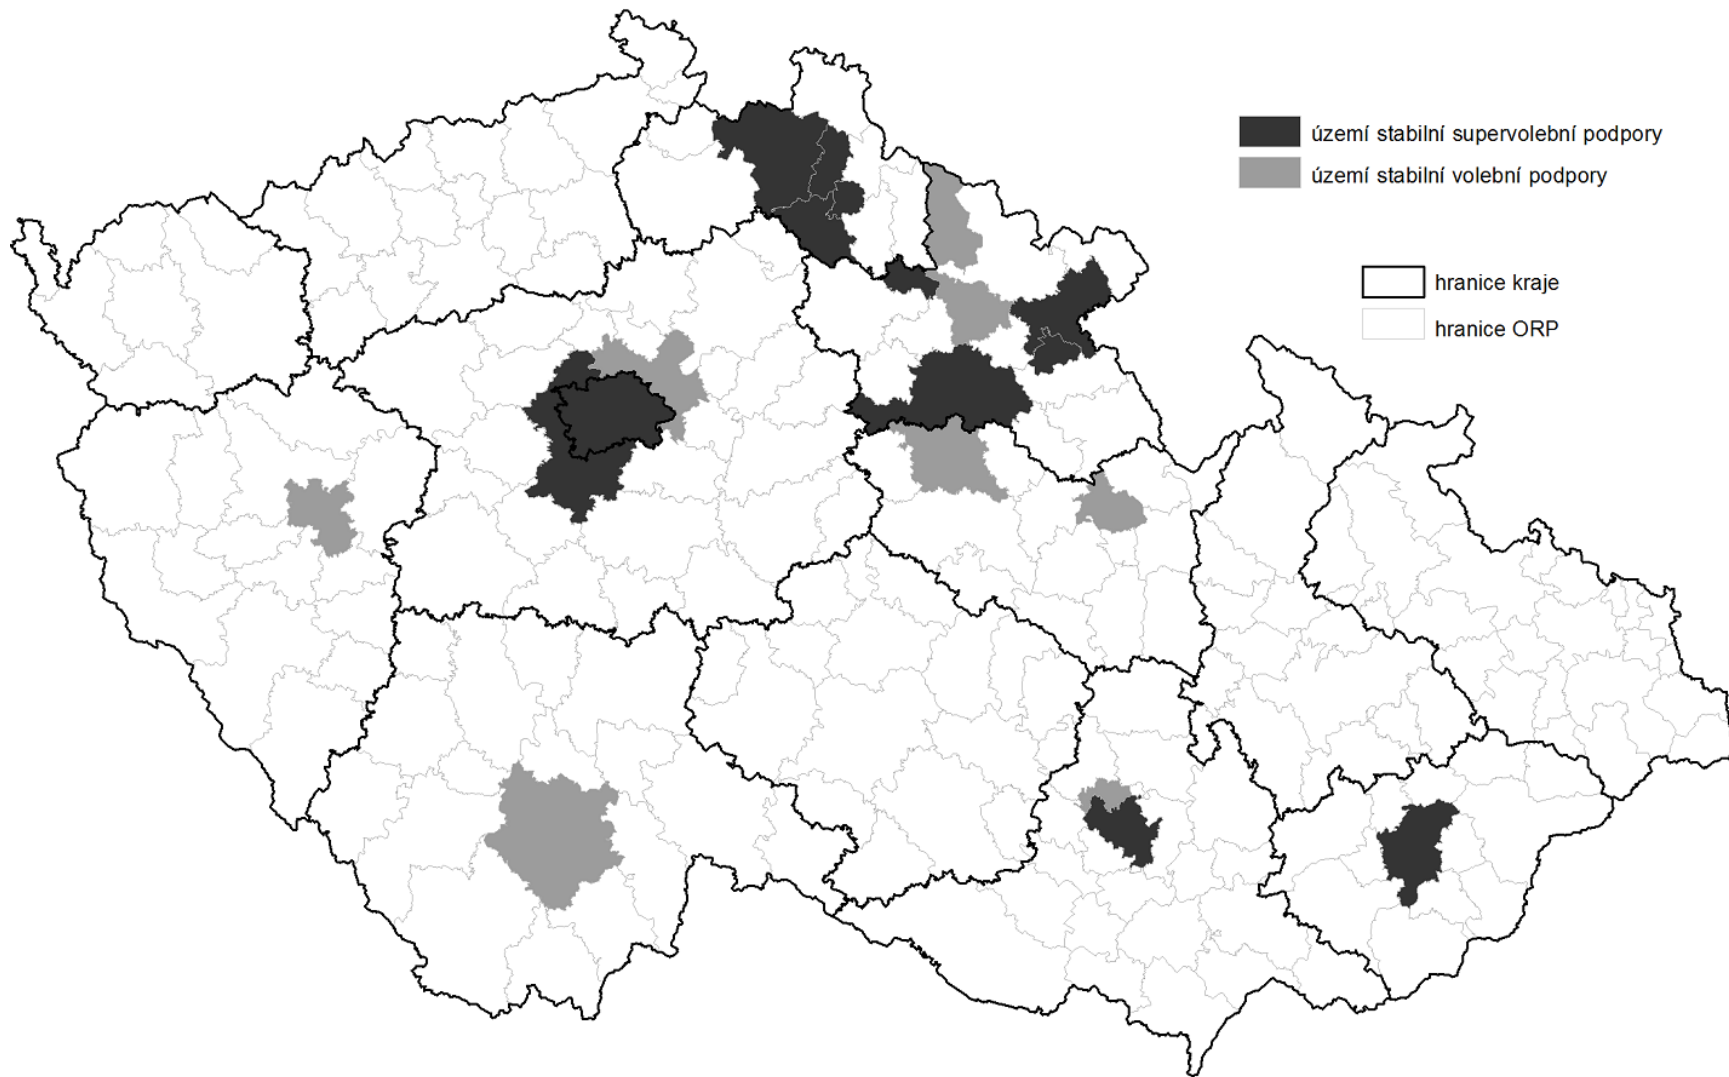 území stabilní supervolební podpory
území stabilní volební podpory
hranice kraje
hranice ORP